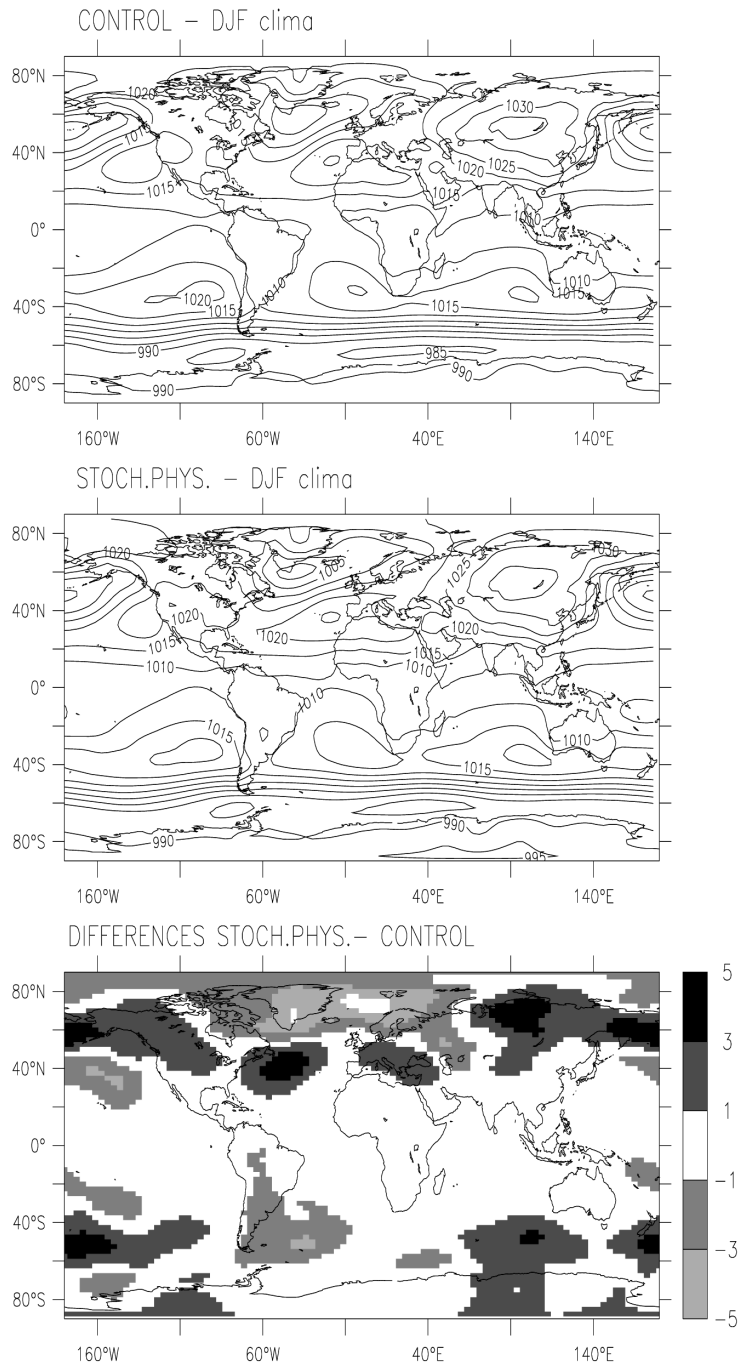 CONTROL – DJF clima
80°N
40°N
0°
40°S
80°S
1020
1030
1015
1025
1020
1015
1015
1010
1010
1010
1020
1015
1015
1015
990
985
990
990
160°W 60°W 40°E 140°E
STOCH.PHYS. – DJF clima
80°N
40°N
0°
40°S
80°S
1020
1005
1025
1030
1020
1020
1020
1015
1015
1010
1010
1010
1015
1010
1015
990
990
995
160°W 60°W 40°E 140°E
DIFFERENCES STOCH.PHYS.– CONTROL
80°N
40°N
0°
40°S
80°S
5
3
1
−1
−3
−5
160°W 60°W 40°E 140°E